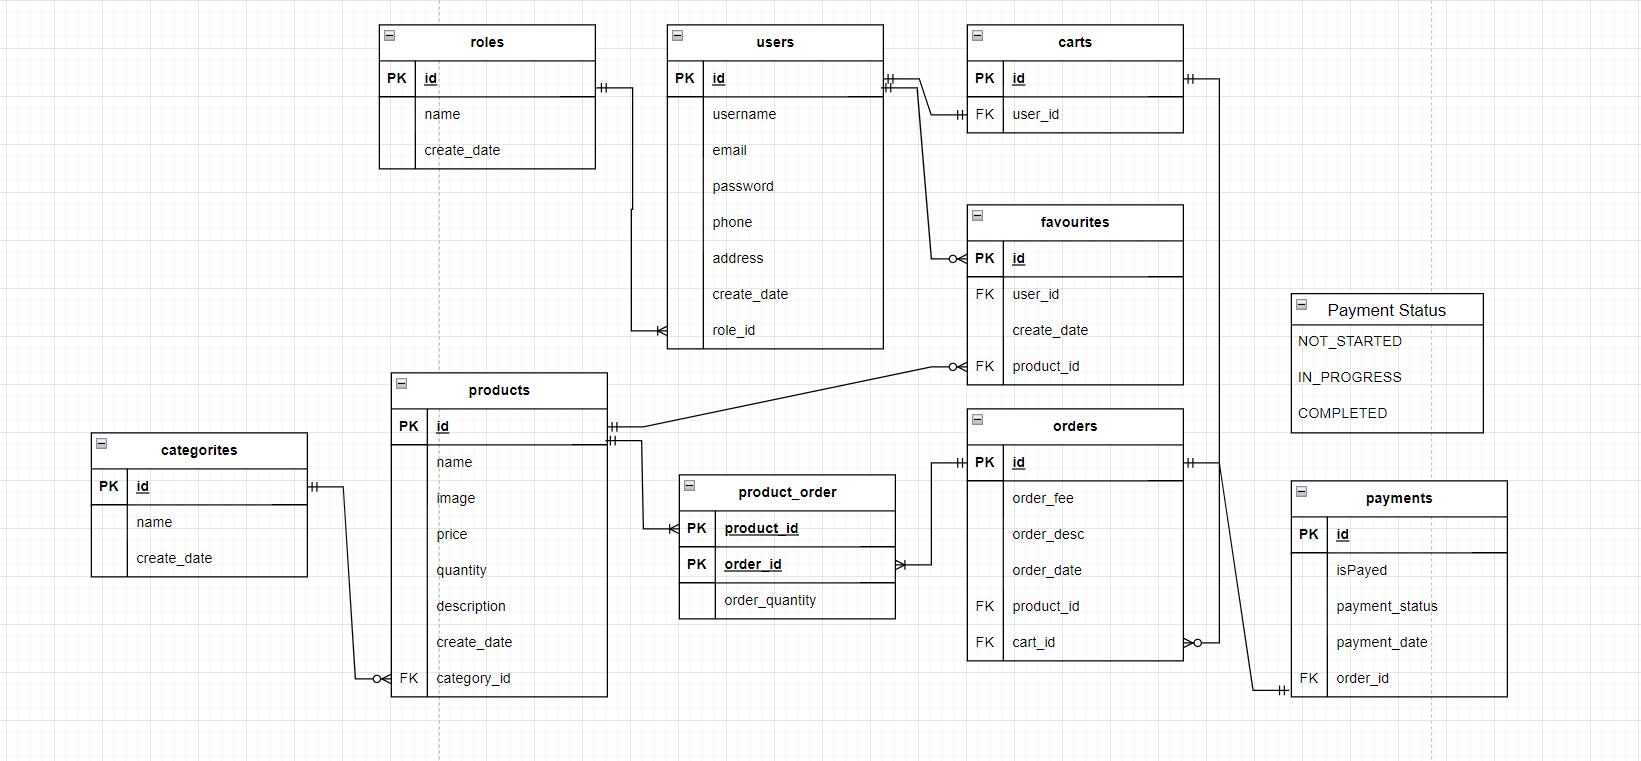 roles
PK id
name
create_date
users
PK id
username
email
password
phone
address
create_date
role_id
carts
PK id
FK user_id
favourites
PK id
FK user_id
create_date
FK product_id
Payment Status
NOT_STARTED
IN_PROGRESS
COMPLETED
categorites
PK id
name
create_date
products
PK id
name
image
price
quantity
description
create_date
FK category_id
product_order
PK product_id
PK order_id
order_quantity
orders
PK id
order_fee
order_desc
order_date
FK product_id
FK cart_id
payments
PK id
isPayed
payment_status
payment_date
FK order_id